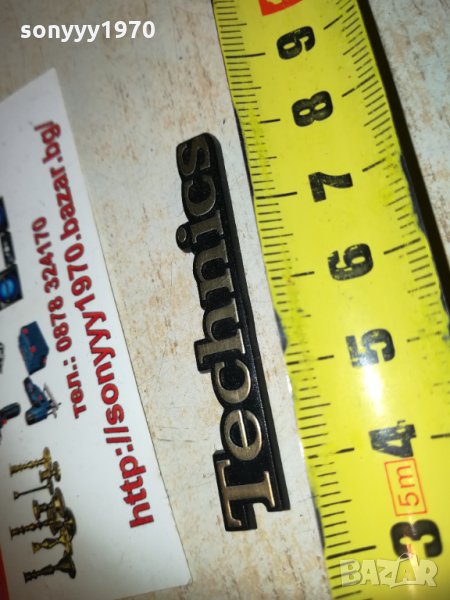 sonyyy1970
тел.: 0878 324170
http://sonyyy1970.bazar.bg/
Technics
9
8
7
6
5
4
3
5m
BAZAR